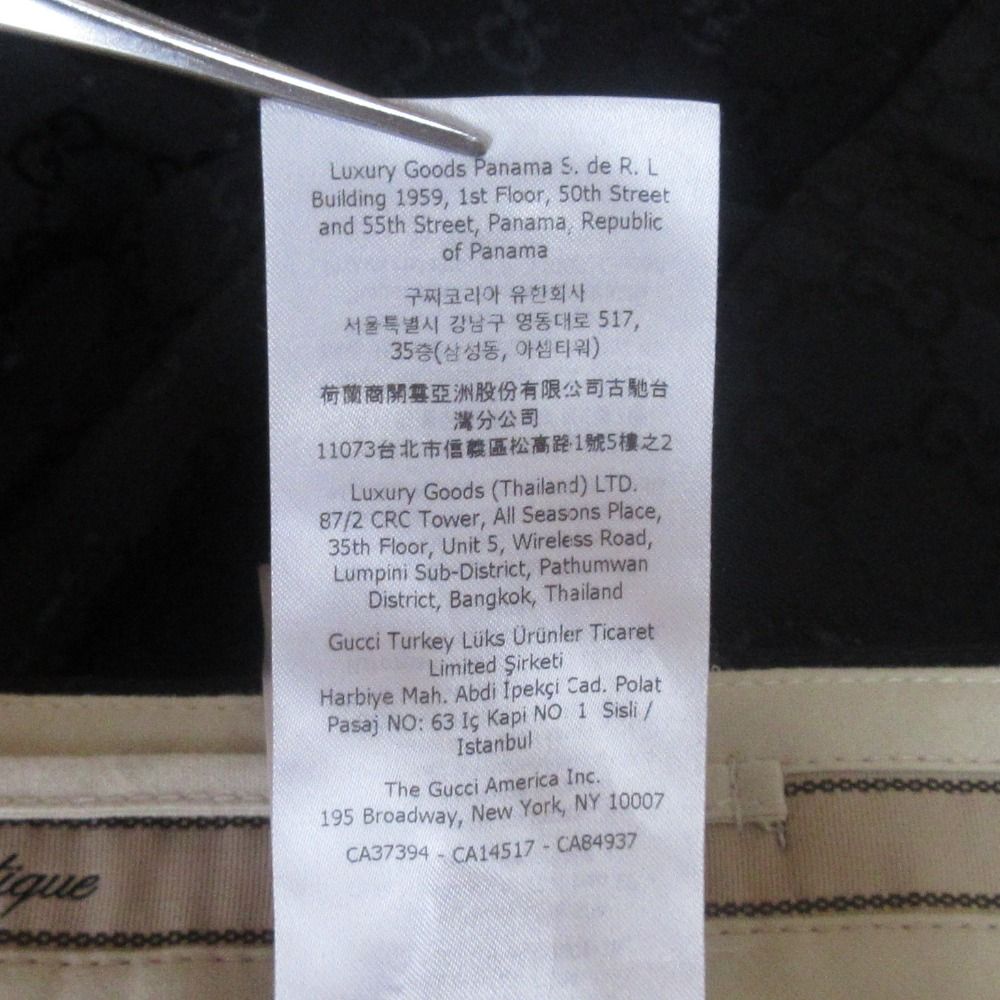 Luxury Goods Panama S. de R. L
Building 1959, 1st Floor, 50th Street
and 55th Street, Panama, Republic
of Panama
구찌코리아 유한회사
서울특별시 강남구 영동대로 517,
35층(삼성동, 아셈타워)
荷蘭商開雲亞洲股份有限公司古馳台
灣分公司
11073台北市信義區松高路1號5樓之2
Luxury Goods (Thailand) LTD.
87/2 CRC Tower, All Seasons Place,
35th Floor, Unit 5, Wireless Road,
Lumpini Sub-District, Pathumwan
District, Bangkok, Thailand
Gucci Turkey Lüks Ürünler Ticaret
Limited Şirketi
Harbiye Mah. Abdi İpekçi Cad. Polat
Pasaj NO: 63 Iç Kapi NO 1 Sisli /
Istanbul
The Gucci America Inc.
195 Broadway, New York, NY 10007
CA37394 - CA14517 - CA84937
tique